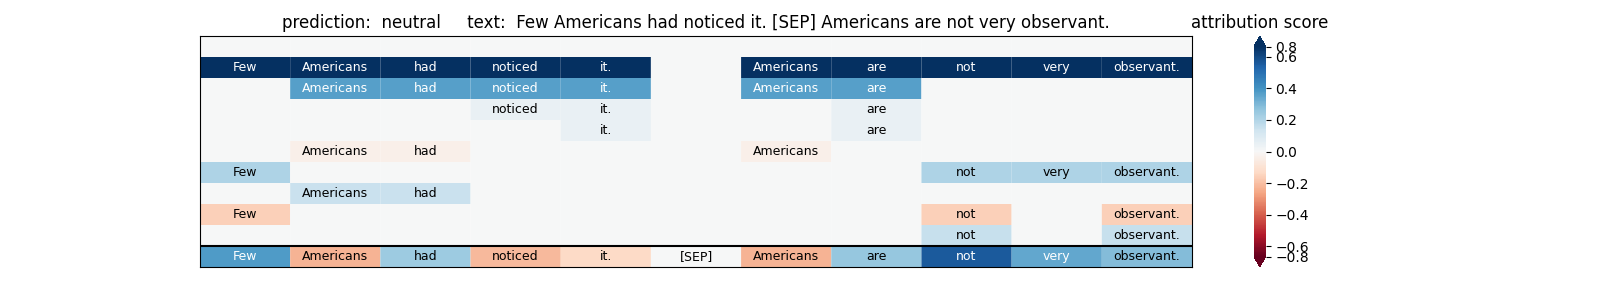 prediction: neutral text: Few Americans had noticed it. [SEP] Americans are not very observant. attribution score
Few Americans had noticed it. Americans are not very observant.
Americans had noticed it. Americans are
noticed it. are
it. are
Americans had Americans
Few not very observant.
Americans had
Few not observant.
not observant.
Few Americans had noticed it. [SEP] Americans are not very observant.
0.8
0.6
0.4
0.2
0.0
−0.2
−0.4
−0.6
−0.8